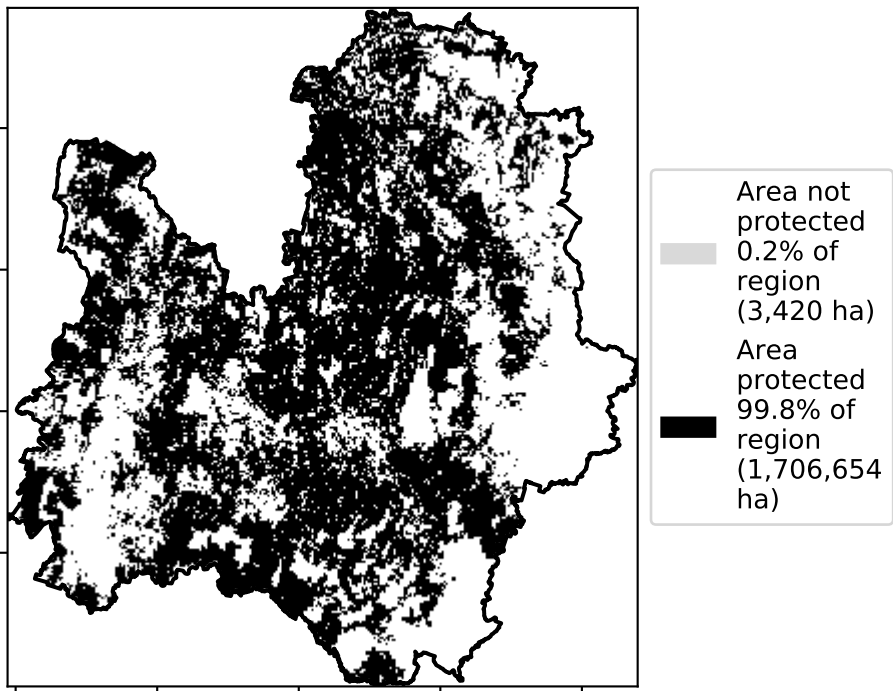 Area not
protected
0.2% of
region
(3,420 ha)
Area
protected
99.8% of
region
(1,706,654
ha)